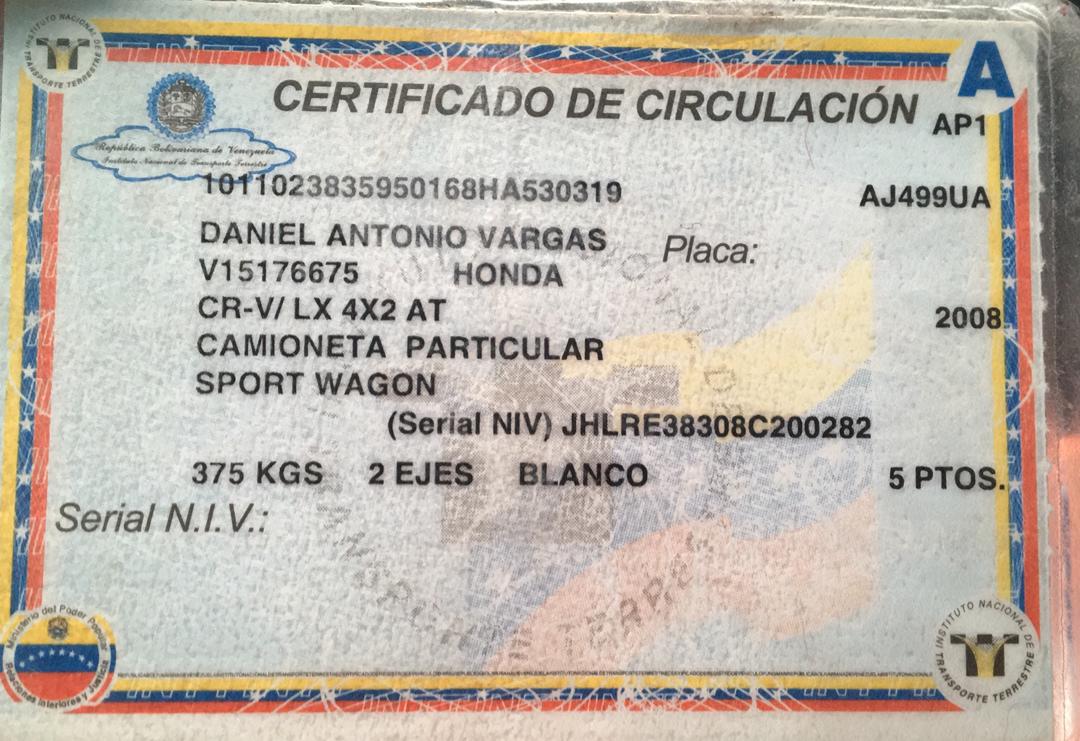 INSTITUTO NACIONAL DE TRANSPORTE TERRESTRE
A
CERTIFICADO DE CIRCULACIÓN
AP1
República Bolivariana de Venezuela
Instituto Nacional de Transporte Terrestre
1011023835950168HA530319 AJ499UA
DANIEL ANTONIO VARGAS Placa:
V15176675 HONDA
CR-V/ LX 4X2 AT 2008
CAMIONETA PARTICULAR
SPORT WAGON
(Serial NIV) JHLRE38308C200282
375 KGS 2 EJES BLANCO 5 PTOS.
Serial N.I.V.:
Ministerio del Poder Popular
Relaciones Interiores y Justicia
INSTITUTO NACIONAL DE TRANSPORTE TERRESTRE